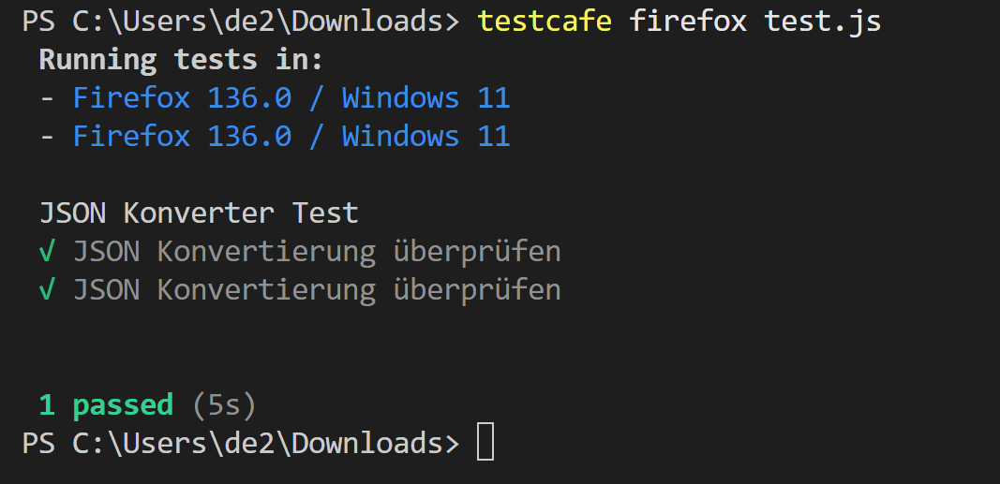 PS C:\Users\de2\Downloads> testcafe firefox test.js
Running tests in:
- Firefox 136.0 / Windows 11
- Firefox 136.0 / Windows 11
JSON Konverter Test
√ JSON Konvertierung überprüfen
√ JSON Konvertierung überprüfen
1 passed (5s)
PS C:\Users\de2\Downloads>